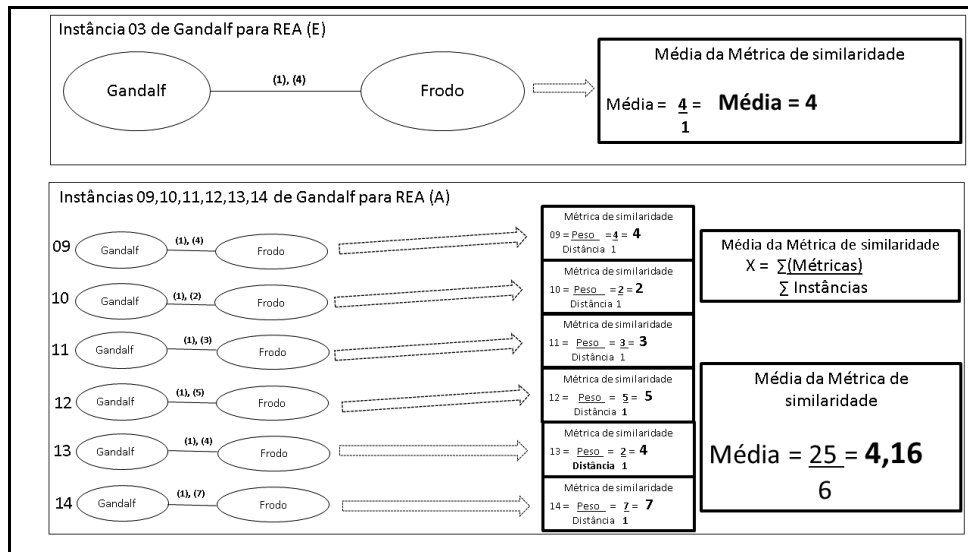 Instância 03 de Gandalf para REA (E)
Gandalf
(1), (4)
Frodo
Média da Métrica de similaridade
Média = 4 = Média = 4
1
Instâncias 09,10,11,12,13,14 de Gandalf para REA (A)
09 Gandalf (1), (4) Frodo
Métrica de similaridade
09 = Peso = 4 = 4
Distância 1
10 Gandalf (1), (2) Frodo
Métrica de similaridade
10 = Peso = 2 = 2
Distância 1
11 Gandalf (1), (3) Frodo
Métrica de similaridade
11 = Peso = 3 = 3
Distância 1
12 Gandalf (1), (5) Frodo
Métrica de similaridade
12 = Peso = 5 = 5
Distância 1
13 Gandalf (1), (4) Frodo
Métrica de similaridade
13 = Peso = 2 = 4
Distância 1
14 Gandalf (1), (7) Frodo
Métrica de similaridade
14 = Peso = 7 = 7
Distância 1
Média da Métrica de similaridade
X = ∑(Métricas)
∑ Instâncias
Média da Métrica de
similaridade
Média = 25 = 4,16
6